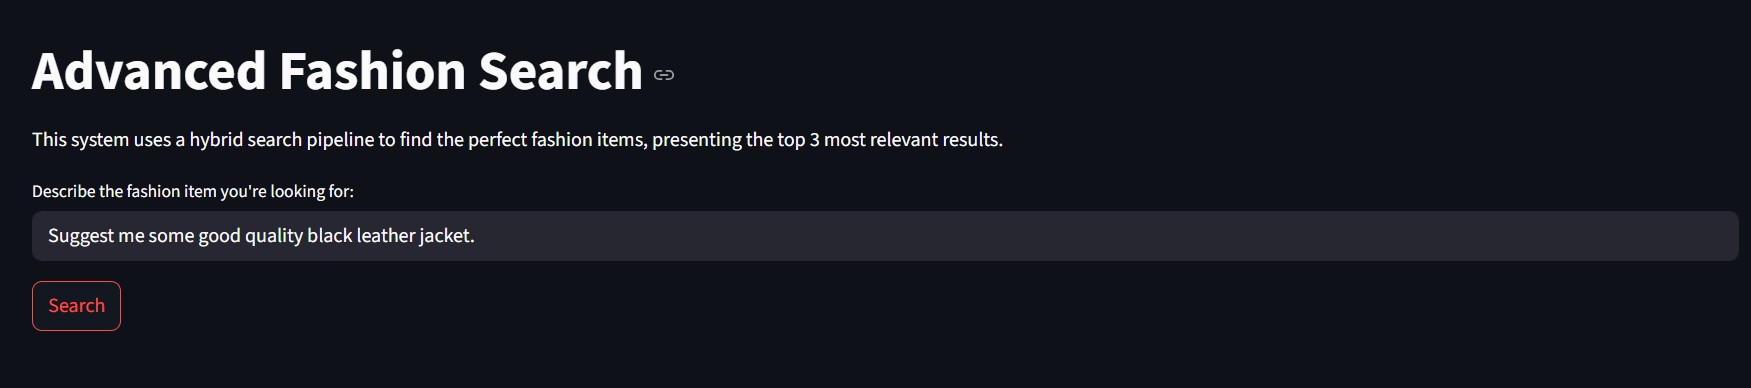 Advanced Fashion Search
This system uses a hybrid search pipeline to find the perfect fashion items, presenting the top 3 most relevant results.
Describe the fashion item you're looking for:
Suggest me some good quality black leather jacket.
Search